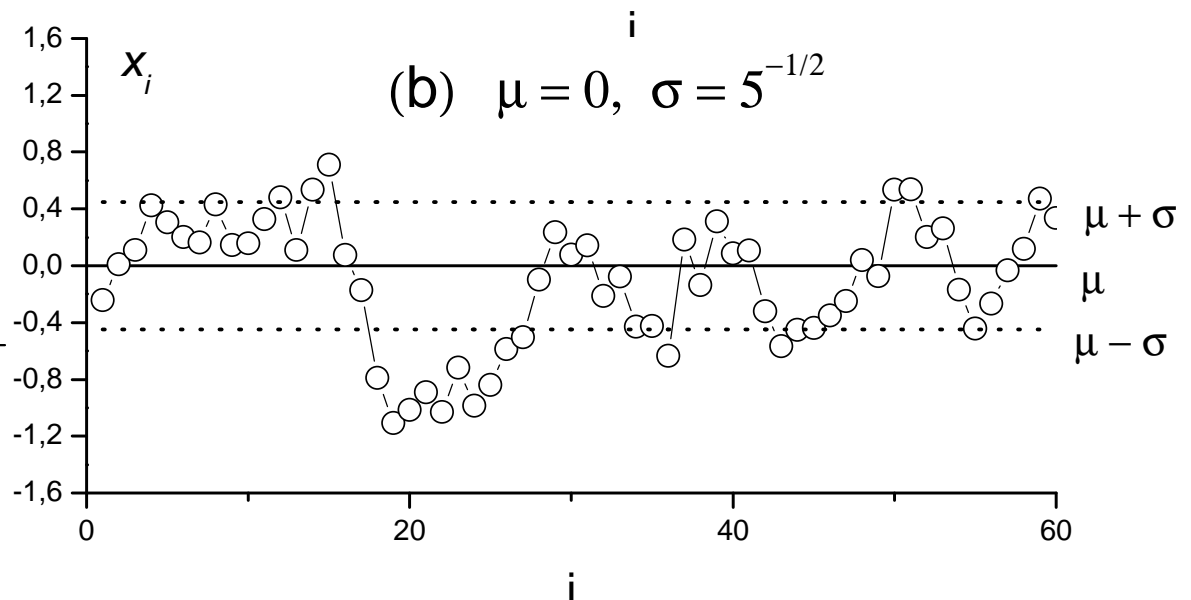 i
1,6
x_i
(b) μ = 0, σ = 5^{−1/2}
1,2
0,8
0,4
μ + σ
0,0
μ
-0,4
μ − σ
-0,8
-1,2
-1,6
0 20 40 60
i